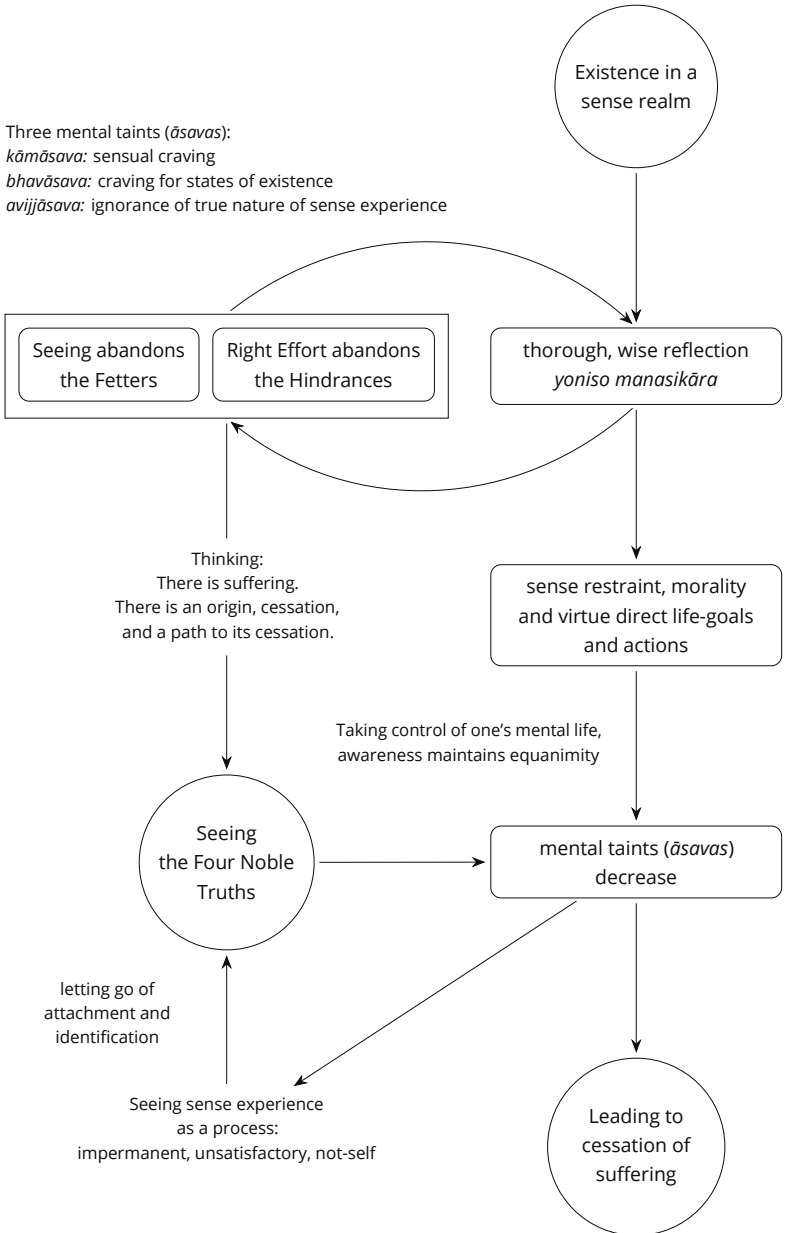 Existence in a
sense realm
Three mental taints (āsavas):
kāmāsava: sensual craving
bhavāsava: craving for states of existence
avijjāsava: ignorance of true nature of sense experience
Seeing abandons
the Fetters
Right Effort abandons
the Hindrances
thorough, wise reflection
yoniso manasikāra
Thinking:
There is suffering.
There is an origin, cessation,
and a path to its cessation.
sense restraint, morality
and virtue direct life-goals
and actions
Taking control of one’s mental life,
awareness maintains equanimity
Seeing
the Four Noble
Truths
mental taints (āsavas)
decrease
letting go of
attachment and
identification
Seeing sense experience
as a process:
impermanent, unsatisfactory, not-self
Leading to
cessation of
suffering